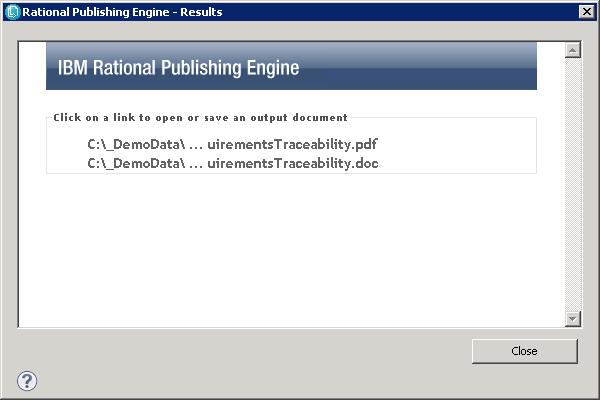 Rational Publishing Engine - Results
IBM Rational Publishing Engine
Click on a link to open or save an output document
C:\_DemoData\ ... uirementsTraceability.pdf
C:\_DemoData\ ... uirementsTraceability.doc
Close
?